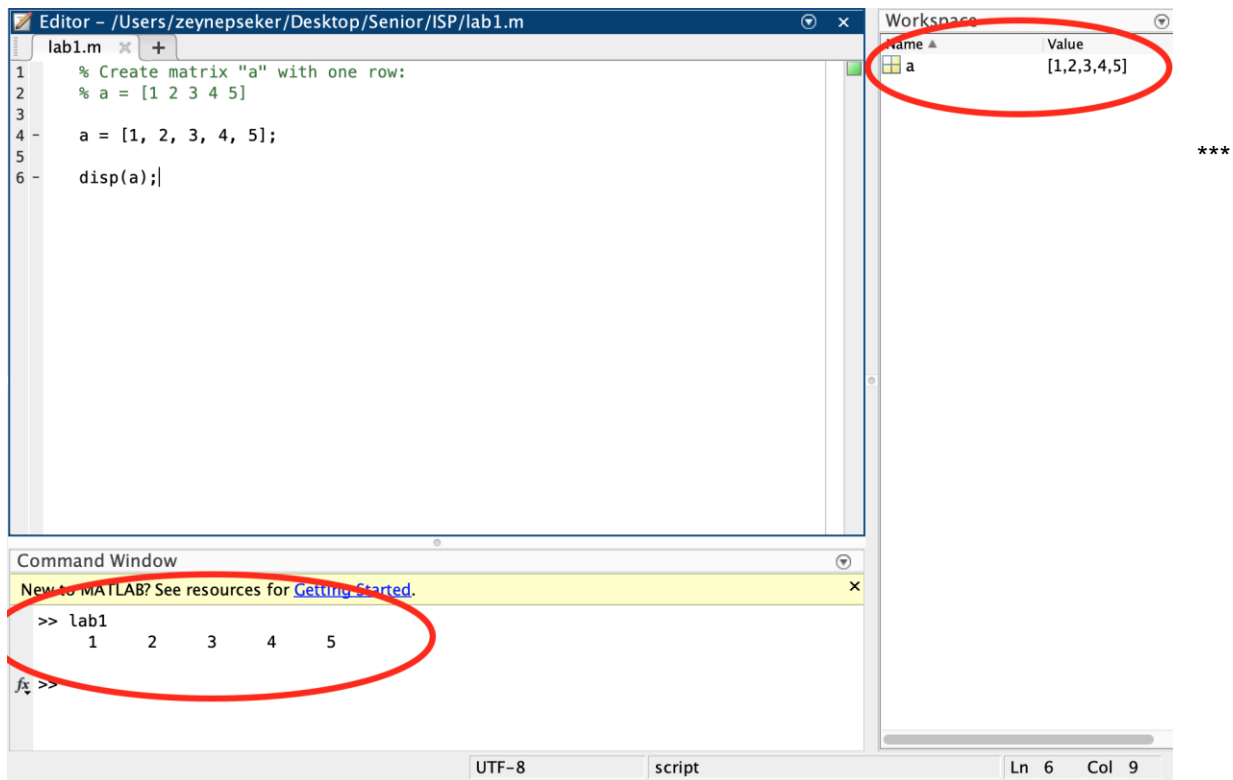 Editor – /Users/zeynepseker/Desktop/Senior/ISP/lab1.m
lab1.m
1 % Create matrix "a" with one row:
2 % a = [1 2 3 4 5]
3
4 – a = [1, 2, 3, 4, 5];
5
6 – disp(a);
Workspace
Name Value
a [1,2,3,4,5]
***
Command Window
New to MATLAB? See resources for Getting Started.
>> lab1
1 2 3 4 5
fx >>
UTF–8 script Ln 6 Col 9